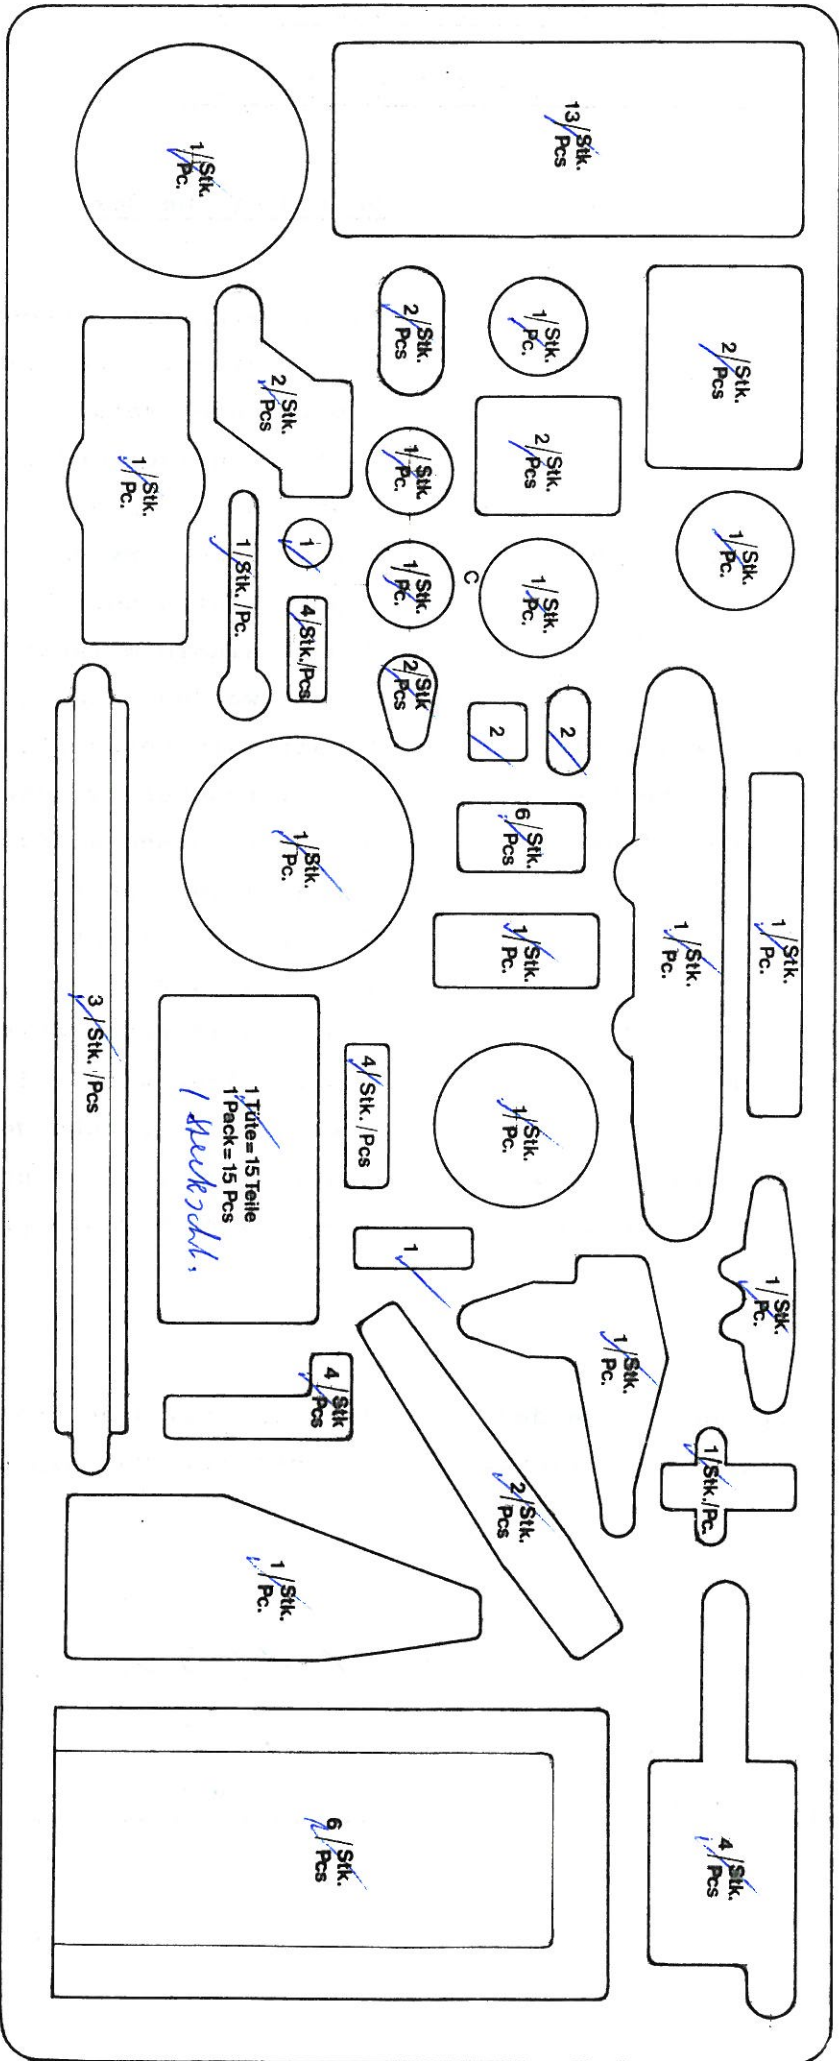 13/Stk.
Pcs
2/Stk.
Pcs
1/Stk.
Pc.
1/Stk.
Pc.
1/Stk.
Pc.
1/Stk.
Pc.
1/Stk./Pc.
4/Stk.
Pcs
1/Stk.
Pc.
2/Stk.
Pcs
1/Stk.
Pc.
C
2
2
6/Stk.
Pcs
1/Stk.
Pc.
1/Stk.
Pc.
1/Stk.
Pc.
2/Stk.
Pcs
2/Stk.
Pcs
1/Stk.
Pc.
1/Stk.
Pc.
2/Stk
Pcs
4/Stk./Pcs
1
4/Stk
Pcs
6/Stk.
Pcs
1/Stk.
Pc.
2/Stk.
Pcs
1
4/Stk./Pcs
1/Stk./Pc.
1/Stk.
Pc.
1 Tüte=15 Teile
1 Pack=15 Pcs
1 Steckschl.
1/Stk.
Pc.
1/Stk.
Pc.
3/Stk./Pcs